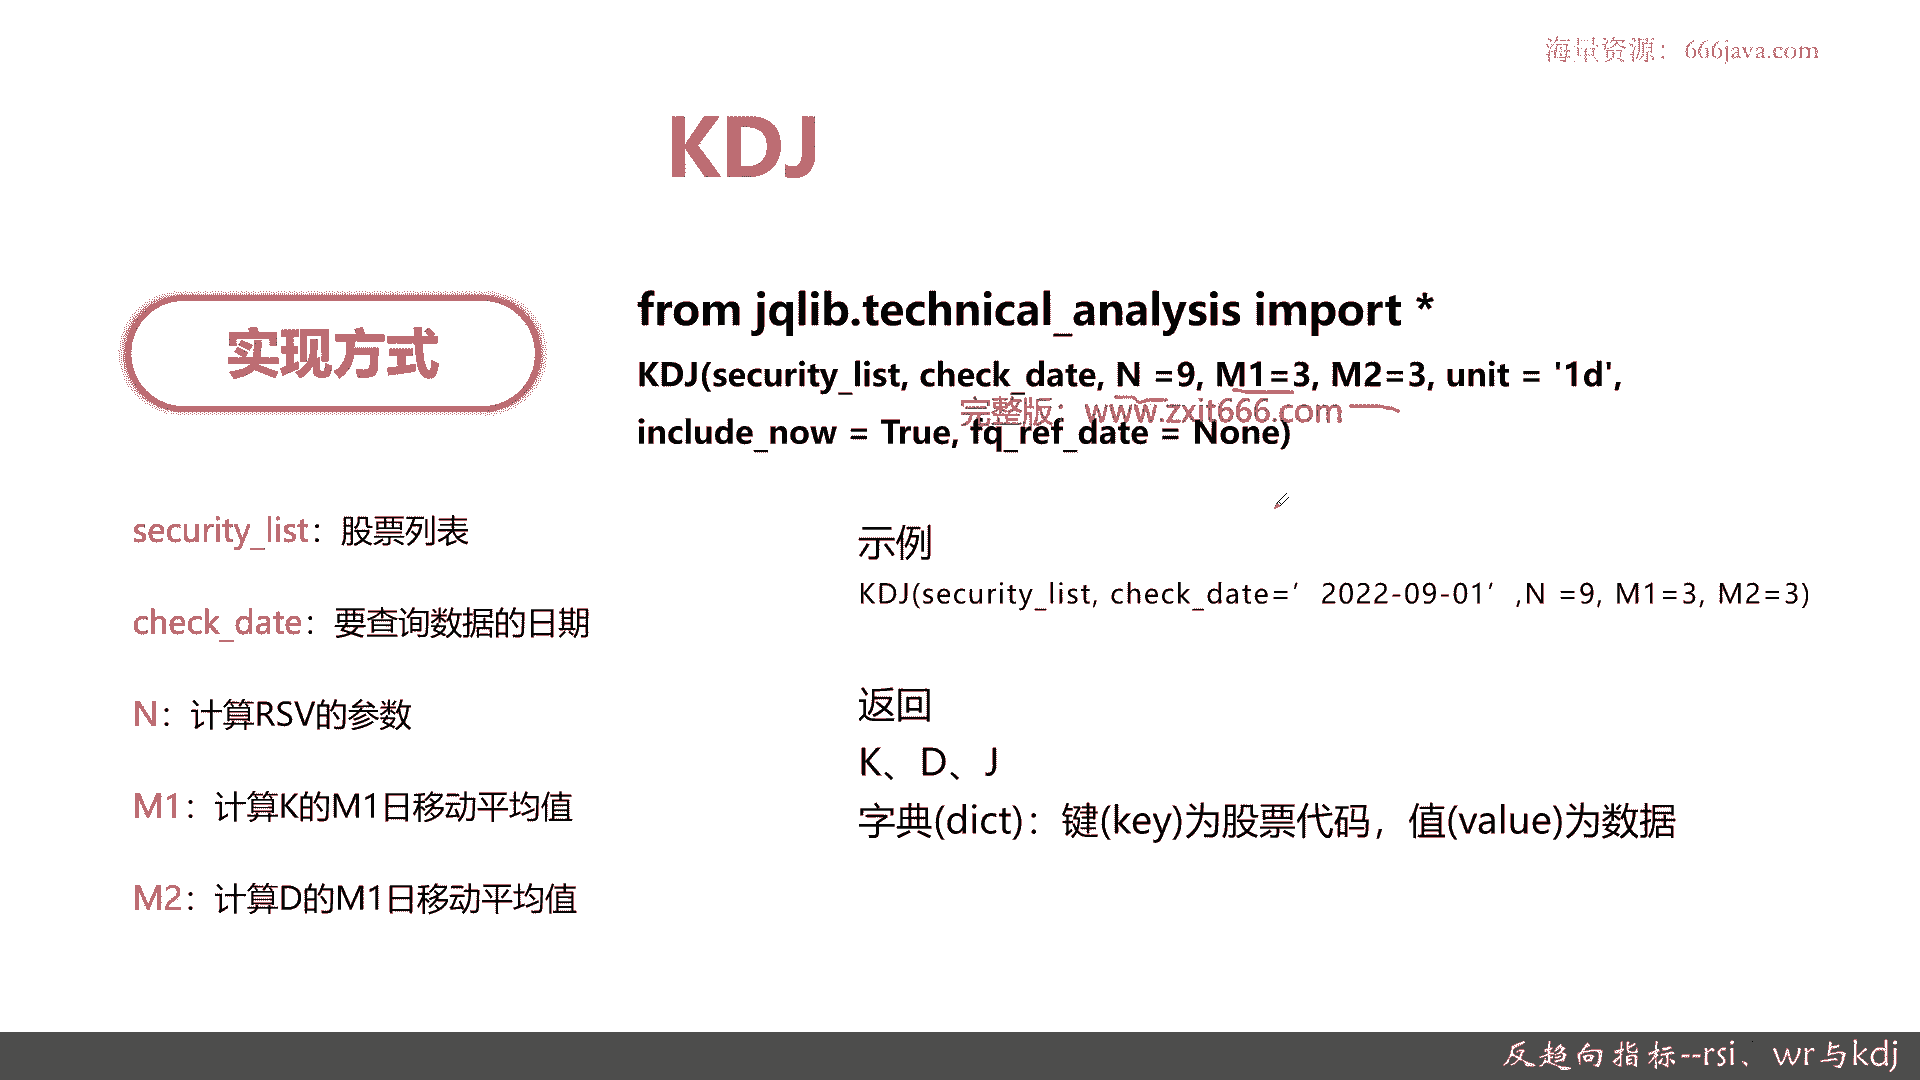 海量资源：666java.com
KDJ
实现方式
from jqlib.technical_analysis import *
KDJ(security_list, check_date, N =9, M1=3, M2=3, unit = '1d',
完整版：www.zxit666.com
include_now = True, fq_ref_date = None)
security_list：股票列表
check_date：要查询数据的日期
N：计算RSV的参数
M1：计算K的M1日移动平均值
M2：计算D的M1日移动平均值
示例
KDJ(security_list, check_date=’2022-09-01’,N =9, M1=3, M2=3)
返回
K、D、J
字典(dict)：键(key)为股票代码，值(value)为数据
反趋向指标--rsi、wr与kdj